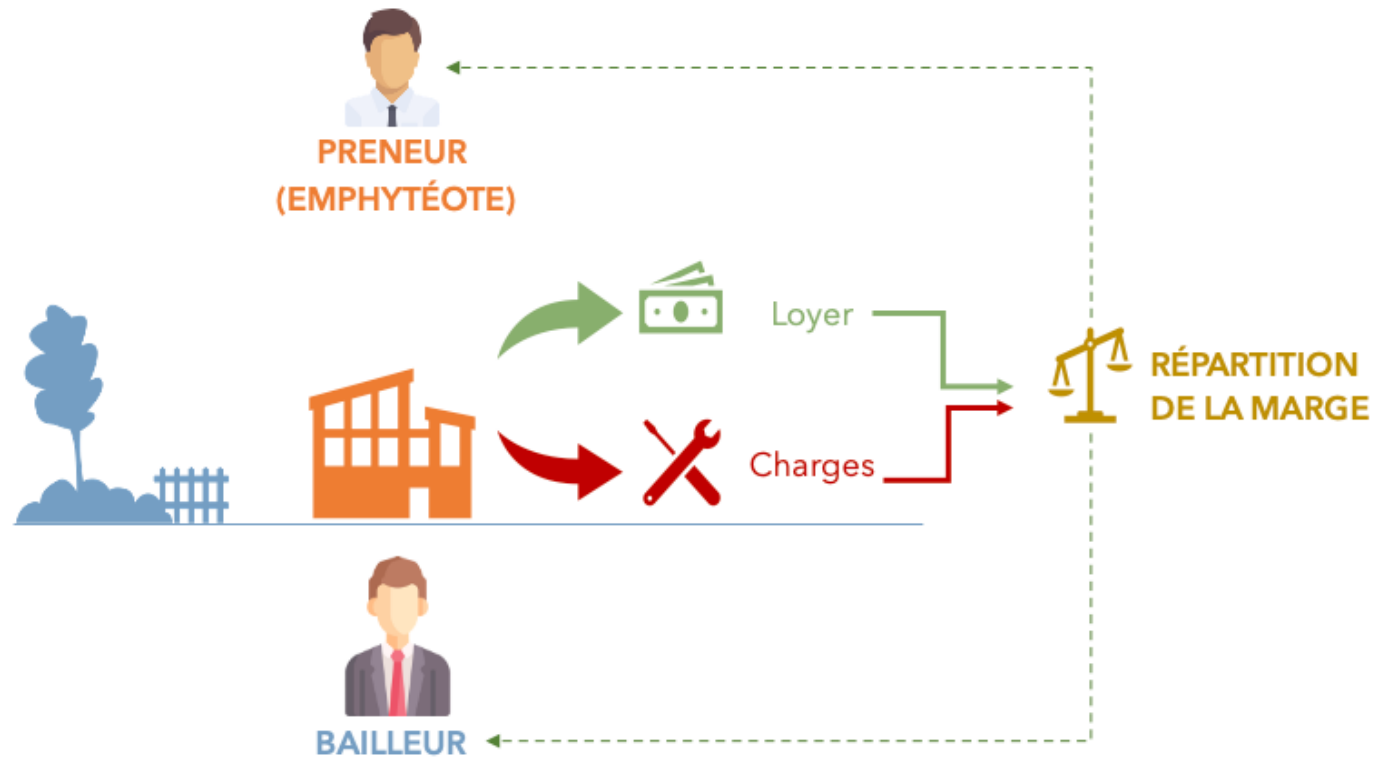 PRENEUR
(EMPHYTÉOTE)
Loyer
RÉPARTITION
DE LA MARGE
Charges
BAILLEUR